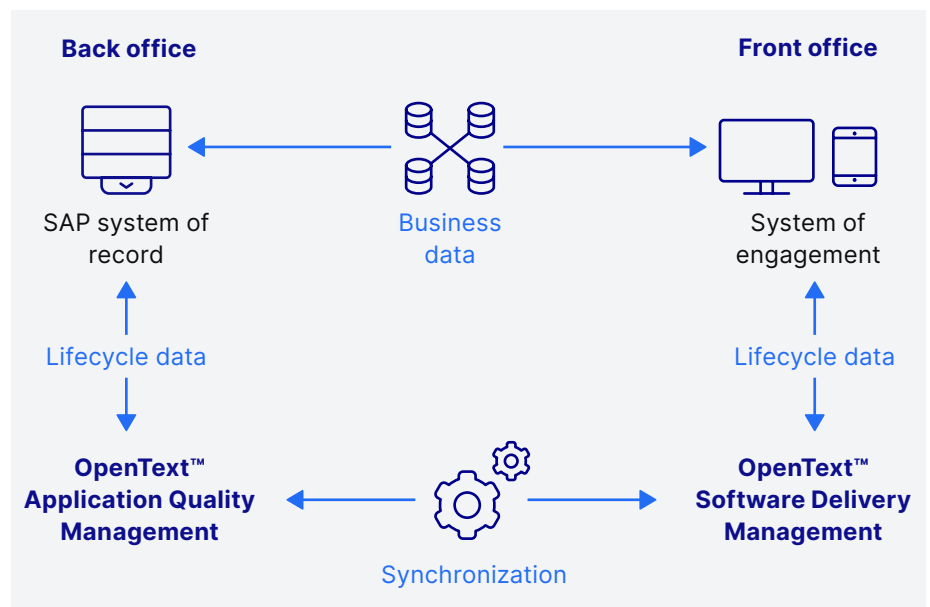 Back office
Front office
SAP system of
record
Business
data
System of
engagement
Lifecycle data
Lifecycle data
OpenText™
Application Quality
Management
OpenText™
Software Delivery
Management
Synchronization